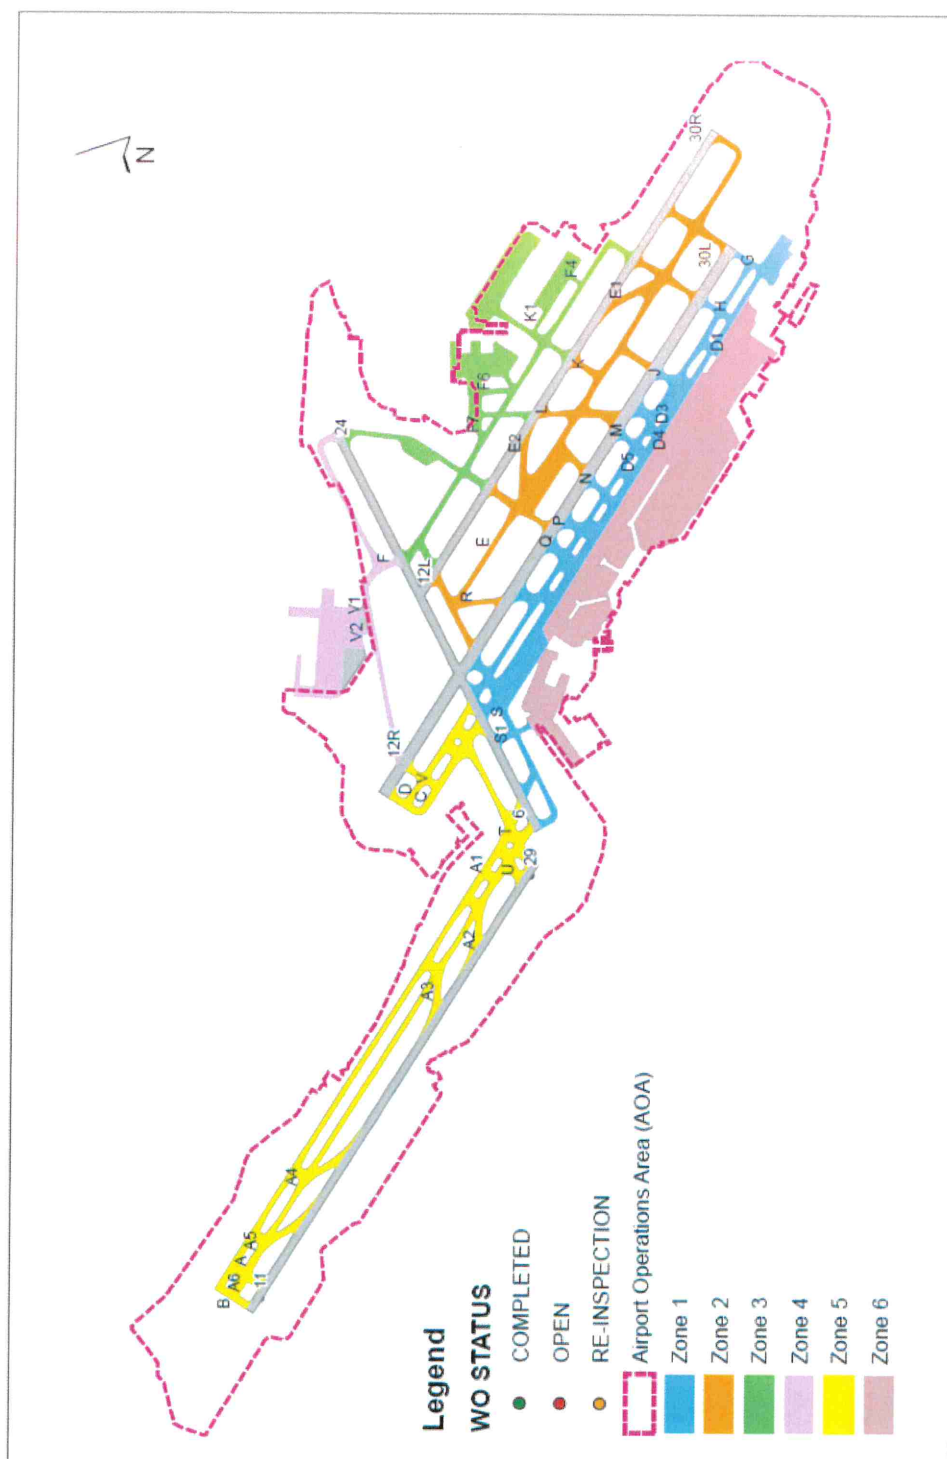 N
30R
30L
G
F4
K1
E1
H
D1
K
J
F6
D3
L
M
D4
F7
24
E2
D5
N
P
Q
E
F
12L
R
V1
V2
S
S1
12R
D
V
C
6
T
A1
U
29
A2
A3
A4
A5
A
A6
11
B
Legend
WO STATUS
COMPLETED
OPEN
RE-INSPECTION
Airport Operations Area (AOA)
Zone 1
Zone 2
Zone 3
Zone 4
Zone 5
Zone 6